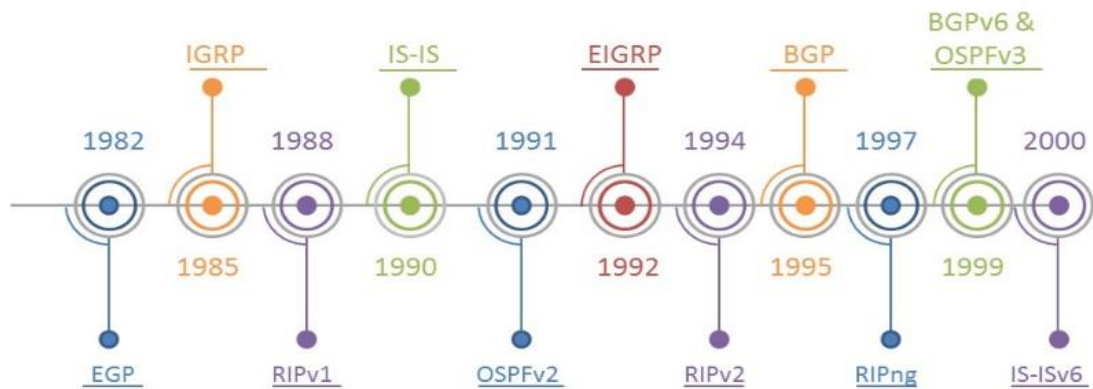 BGPv6 &
IGRP IS-IS EIGRP BGP OSPFv3
1982 1988 1991 1994 1997 2000
1985 1990 1992 1995 1999
EGP RIPv1 OSPFv2 RIPv2 RIPng IS-ISv6